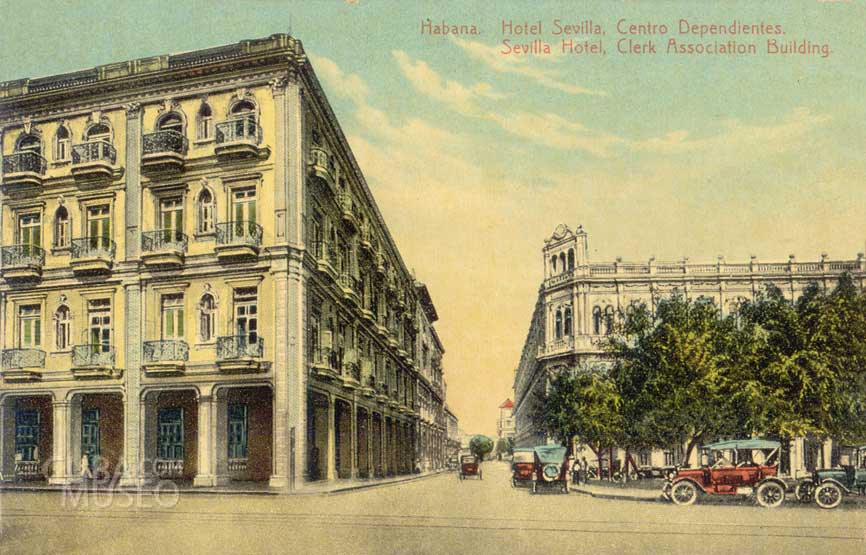 Habana. Hotel Sevilla, Centro Dependientes.
Sevilla Hotel, Clerk Association Building.
CUBA
MUSEO